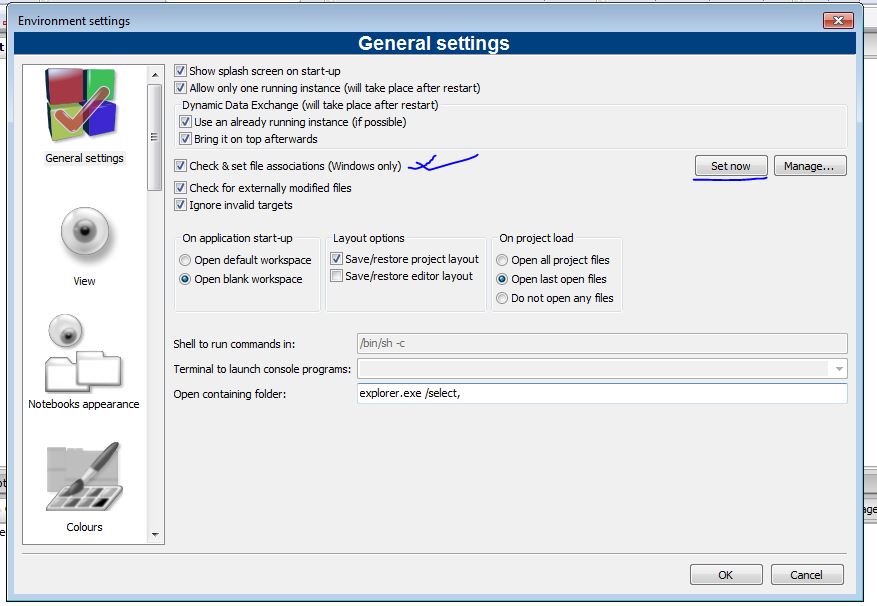 Environment settings
General settings
General settings
View
Notebooks appearance
Colours
Show splash screen on start-up
Allow only one running instance (will take place after restart)
Dynamic Data Exchange (will take place after restart)
Use an already running instance (if possible)
Bring it on top afterwards
Check & set file associations (Windows only)
Set now
Manage...
Check for externally modified files
Ignore invalid targets
On application start-up
Open default workspace
Open blank workspace
Layout options
Save/restore project layout
Save/restore editor layout
On project load
Open all project files
Open last open files
Do not open any files
Shell to run commands in:
/bin/sh -c
Terminal to launch console programs:
Open containing folder:
explorer.exe /select,
OK
Cancel